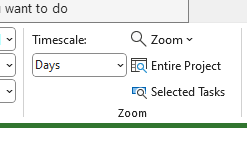 want to do
Timescale:
Zoom
Days
Entire Project
Selected Tasks
Zoom